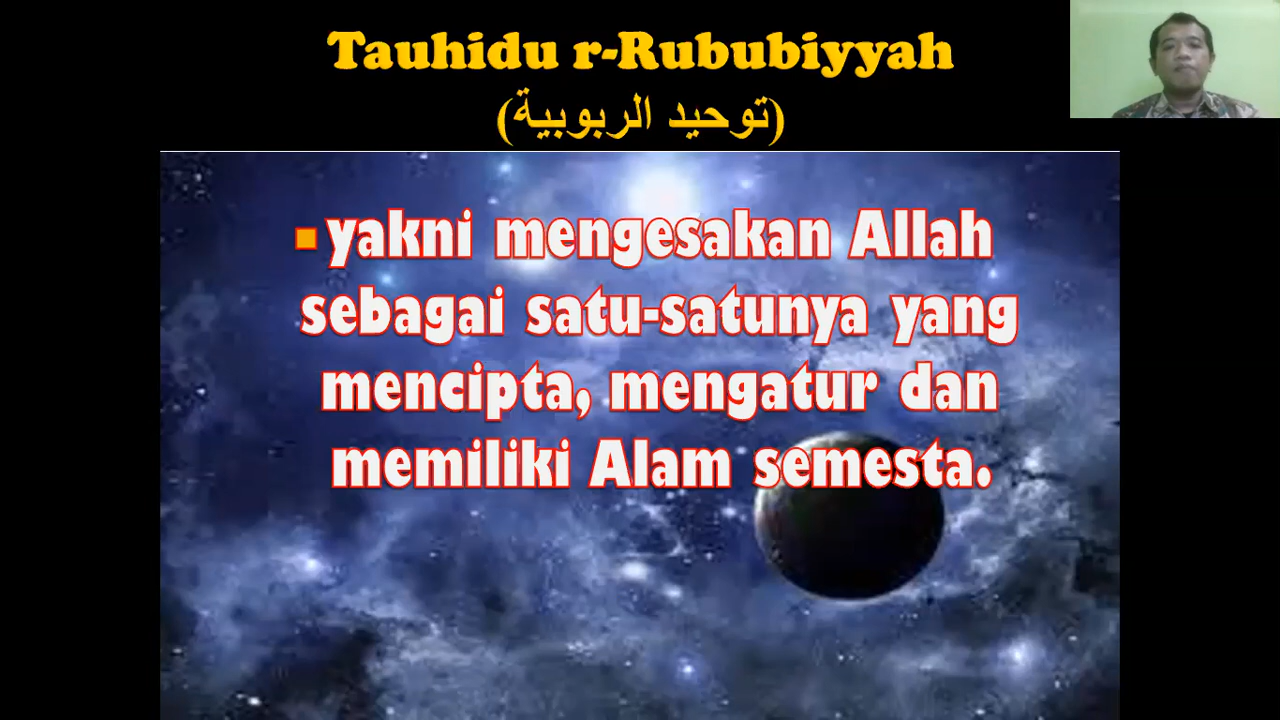 Tauhidu r-Rububiyyah
(توحيد الربوبية)
yakni mengesakan Allah
sebagai satu-satunya yang
mencipta, mengatur dan
memiliki Alam semesta.